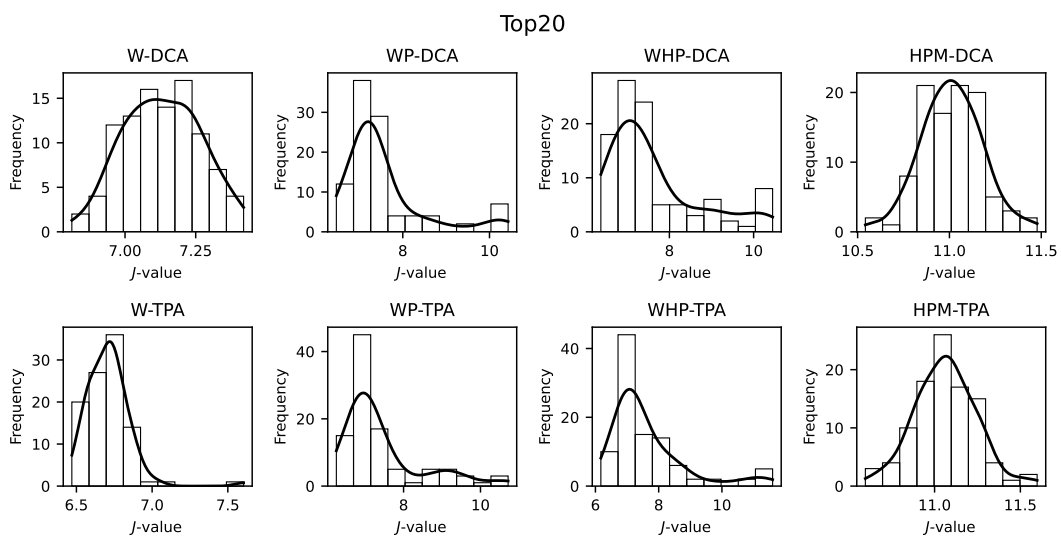 Top20
W-DCA
WP-DCA
WHP-DCA
HPM-DCA
Frequency
15
10
5
0
7.00
7.25
J-value
Frequency
30
20
10
0
8
10
J-value
Frequency
20
10
0
8
10
J-value
Frequency
20
10
0
10.5
11.0
11.5
J-value
W-TPA
WP-TPA
WHP-TPA
HPM-TPA
Frequency
30
20
10
0
6.5
7.0
7.5
J-value
Frequency
40
20
0
8
10
J-value
Frequency
40
20
0
6
8
10
J-value
Frequency
20
10
0
11.0
11.5
J-value